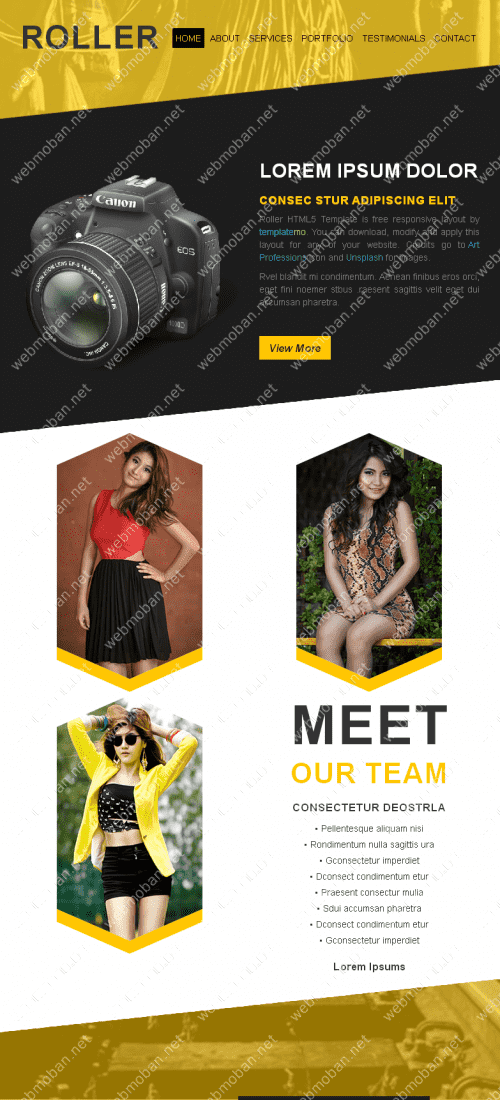 ROLLER
HOME ABOUT SERVICES PORTFOLIO TESTIMONIALS CONTACT
Canon
EOS
LOREM IPSUM DOLOR
CONSEC STUR ADIPISCING ELIT
Roller HTML5 Template is free responsive layout by
templatemo. You can download, modify and apply this
layout for any of your website. Credits go to Art
and Unsplash for images.
Rvel blandit mi condimentum. Aenean finibus eros orci,
eget fini noemer stbus raesent sagittis velit eget dui
accumsan pharetra.
View More
MEET
OUR TEAM
CONSECTETUR DEOSTRLA
• Pellentesque aliquam nisi
• Rondimentum nulla sagittis ura
• Gconsectetur imperdiet
• Dconsect condimentum etur
• Praesent consectur mulia
• Sdui accumsan pharetra
• Dconsect condimentum etur
• Gconsectetur imperdiet
Lorem Ipsums
webmoban.net